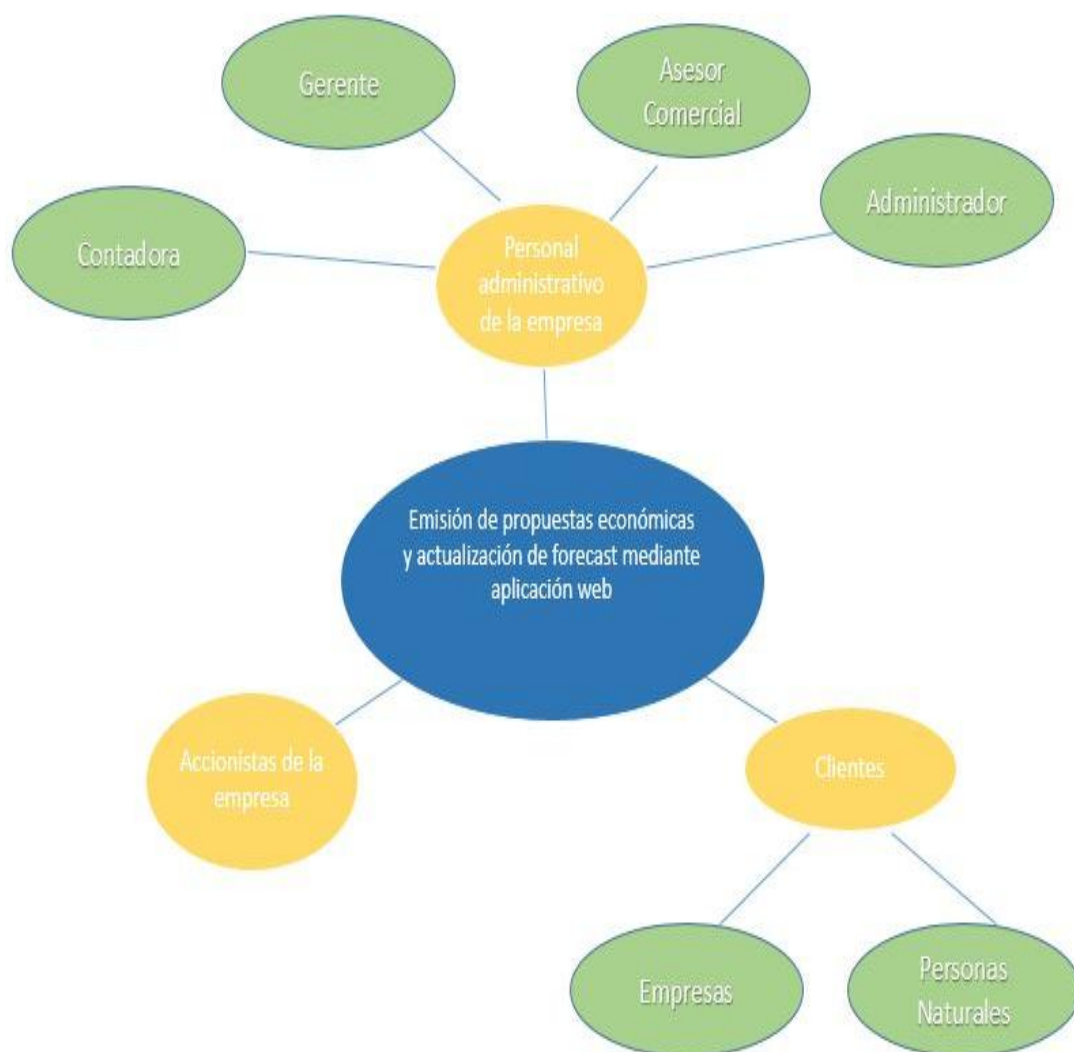 Gerente
Asesor
Comercial
Administrador
Contadora
Personal
administrativo
de la empresa
Emisión de propuestas económicas
y actualización de forecast mediante
aplicación web
Accionistas de la
empresa
Clientes
Empresas
Personas
Naturales